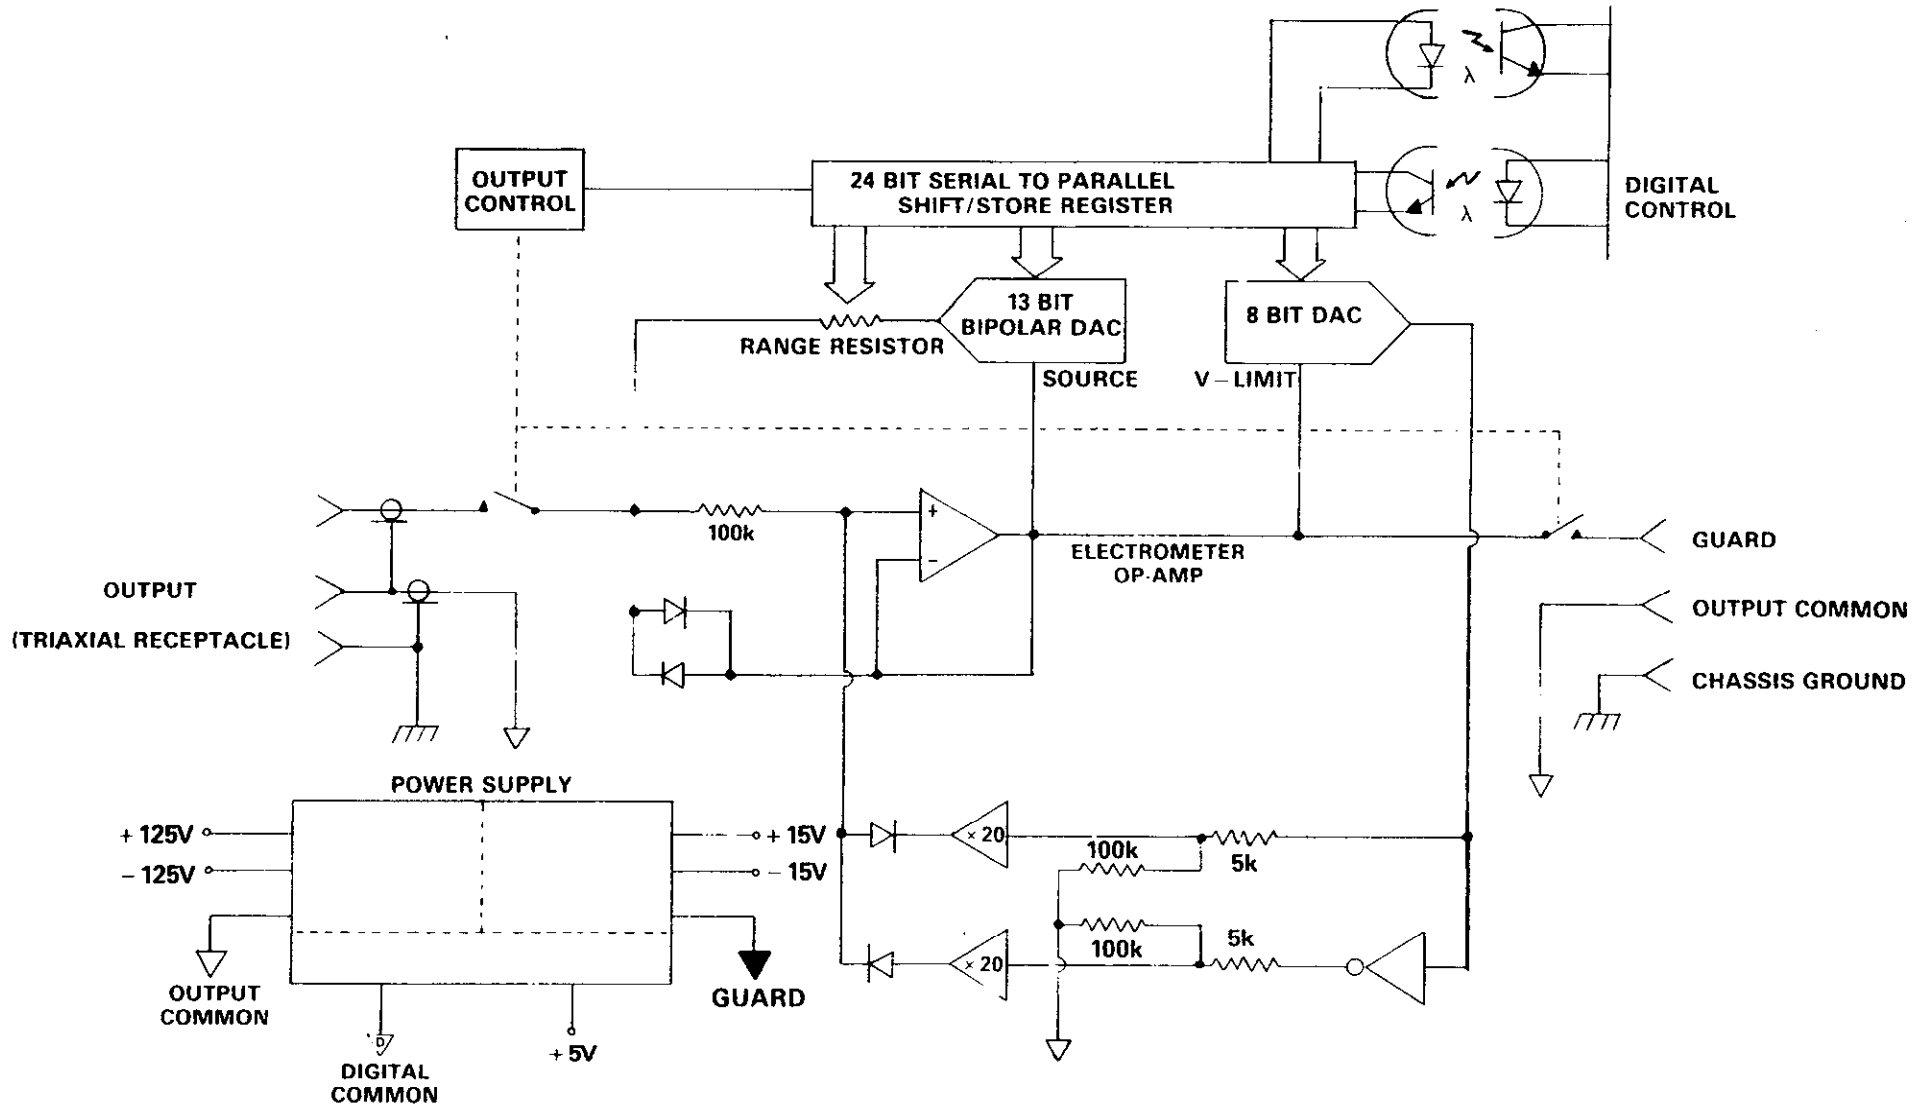 λ
OUTPUT
CONTROL
24 BIT SERIAL TO PARALLEL
SHIFT/STORE REGISTER
λ
DIGITAL
CONTROL
13 BIT
BIPOLAR DAC
8 BIT DAC
RANGE RESISTOR
SOURCE
V-LIMIT
+
100k
-
ELECTROMETER
OP-AMP
GUARD
OUTPUT
(TRIAXIAL RECEPTACLE)
OUTPUT COMMON
CHASSIS GROUND
POWER SUPPLY
+ 125V
+ 15V
- 125V
- 15V
×20
100k
5k
100k
5k
×20
OUTPUT
COMMON
GUARD
D
+ 5V
DIGITAL
COMMON